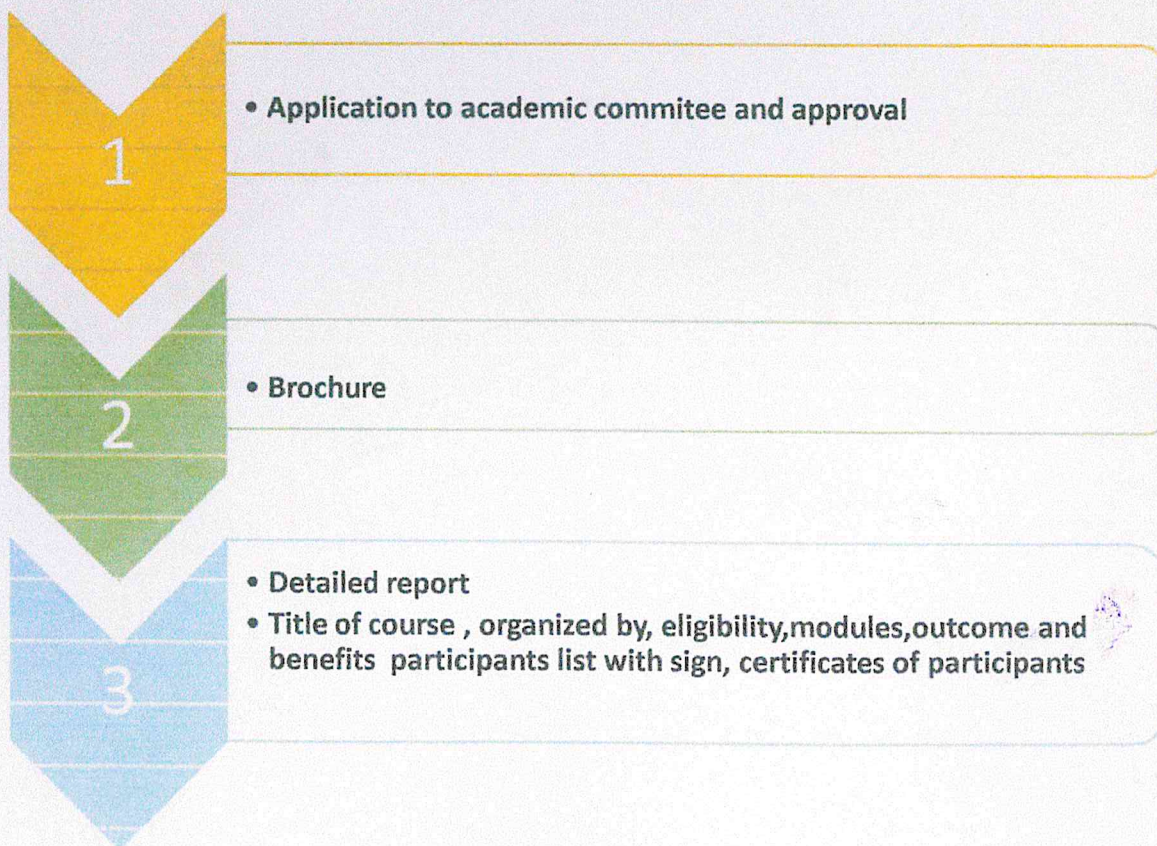 1
• Application to academic commitee and approval
2
• Brochure
3
• Detailed report
• Title of course , organized by, eligibility,modules,outcome and
benefits participants list with sign, certificates of participants